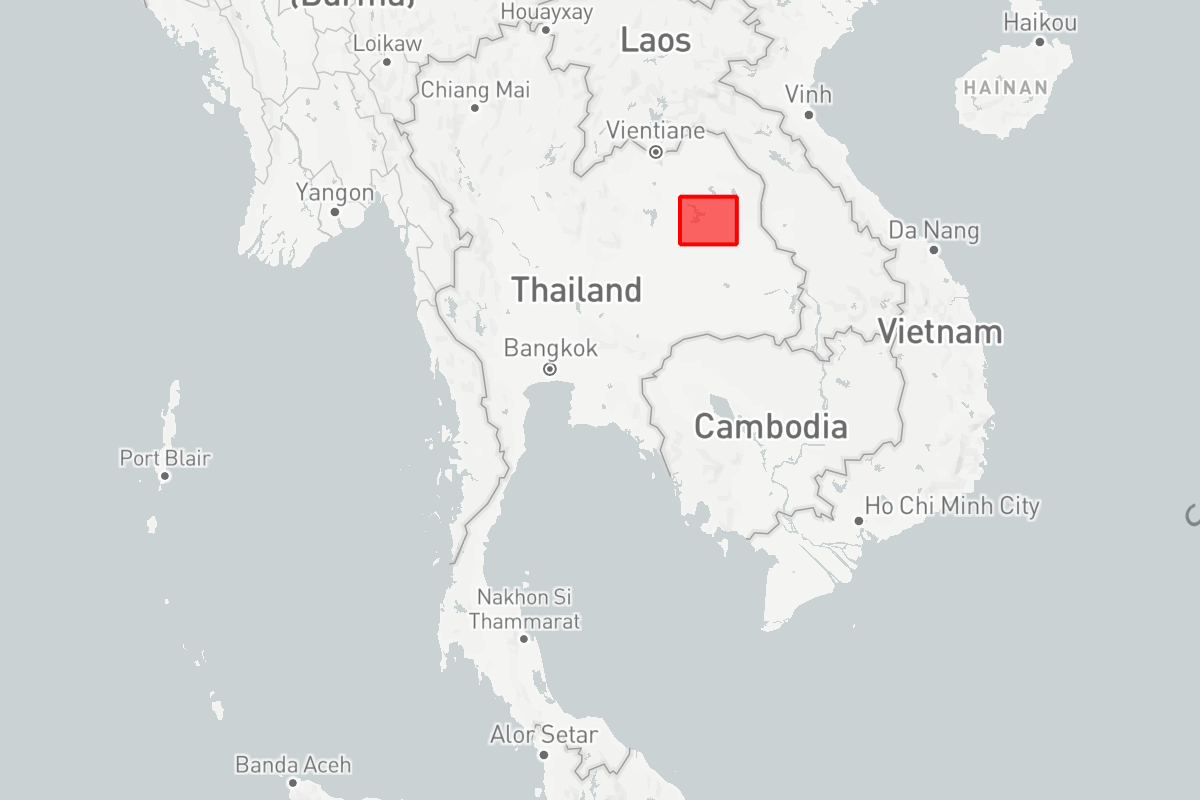 (Burma)
Houayxay
Haikou
Loikaw
Laos
Chiang Mai
HAINAN
Vinh
Vientiane
Yangon
Da Nang
Thailand
Vietnam
Bangkok
Cambodia
Port Blair
Ho Chi Minh City
Nakhon Si
Thammarat
Alor Setar
Banda Aceh